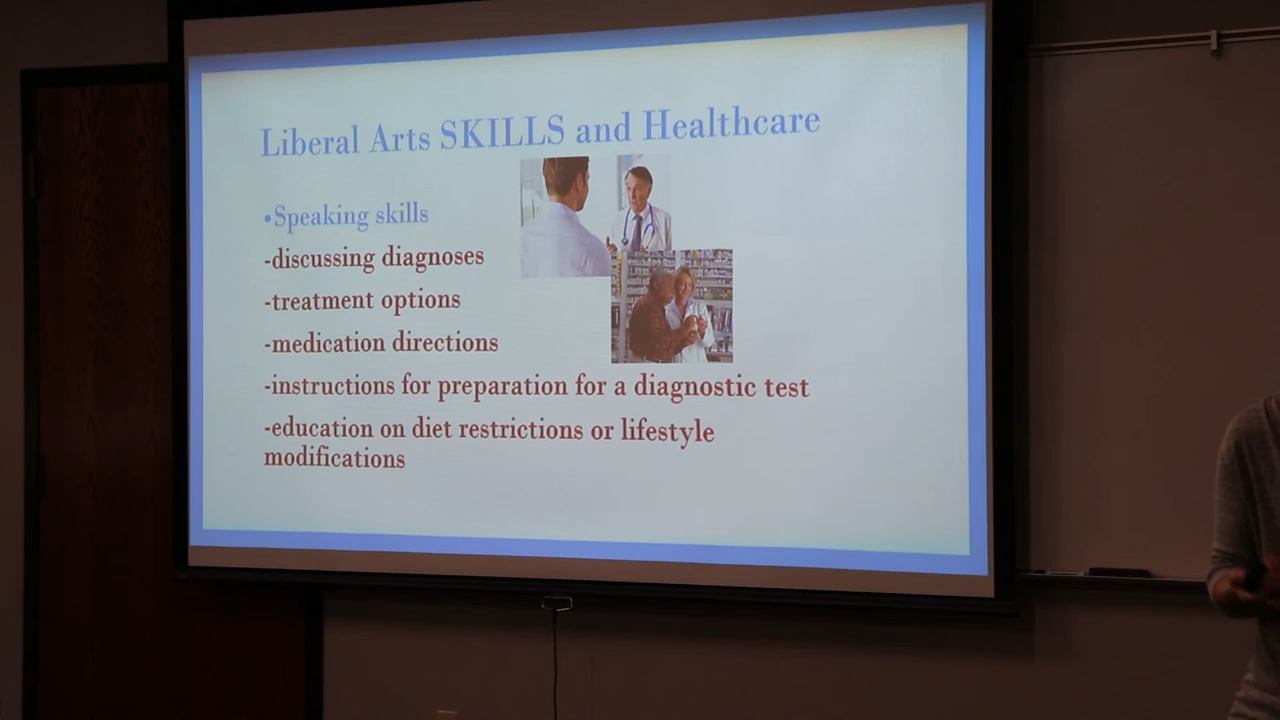 Liberal Arts SKILLS and Healthcare
•Speaking skills
-discussing diagnoses
-treatment options
-medication directions
-instructions for preparation for a diagnostic test
-education on diet restrictions or lifestyle
modifications